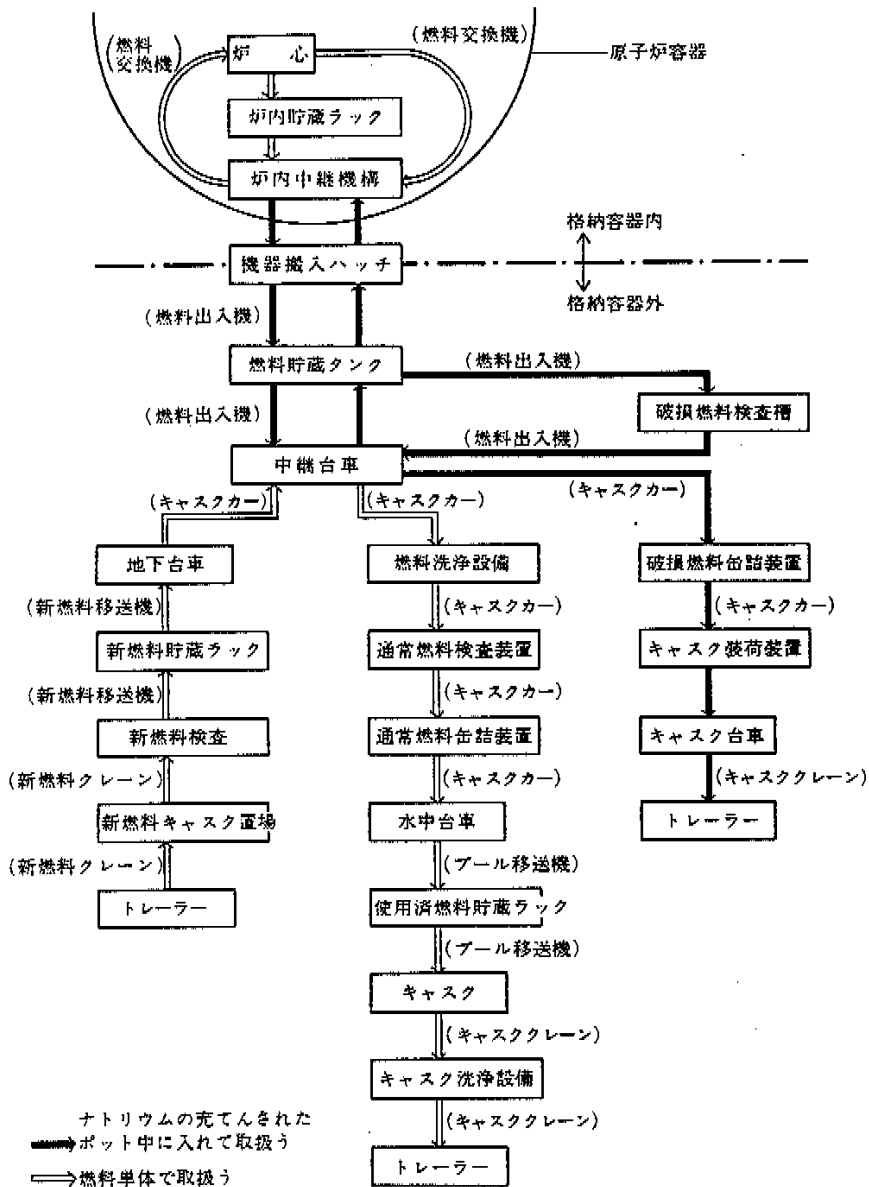 (燃料
交換機)
炉 心
(燃料交換機)
原子炉容器
炉内貯蔵ラック
炉内中継機構
格納容器内
機器搬入ハッチ
格納容器外
(燃料出入機)
燃料貯蔵タンク
(燃料出入機)
(燃料出入機)
破損燃料検査槽
(燃料出入機)
中継台車
(キャスクカー)
(キャスクカー)
(キャスクカー)
地下台車
燃料洗浄設備
破損燃料缶詰装置
(新燃料移送機)
(キャスクカー)
(キャスクカー)
新燃料貯蔵ラック
通常燃料検査装置
キャスク装荷装置
(新燃料移送機)
(キャスクカー)
新燃料検査
通常燃料缶詰装置
キャスク台車
(新燃料クレーン)
(キャスクカー)
(キャスククレーン)
新燃料キャスク置場
水中台車
トレーラー
(新燃料クレーン)
(プール移送機)
トレーラー
使用済燃料貯蔵ラック
(プール移送機)
キャスク
(キャスククレーン)
キャスク洗浄設備
(キャスククレーン)
トレーラー
ナトリウムの充てんされた
ポット中に入れて取扱う
燃料単体で取扱う